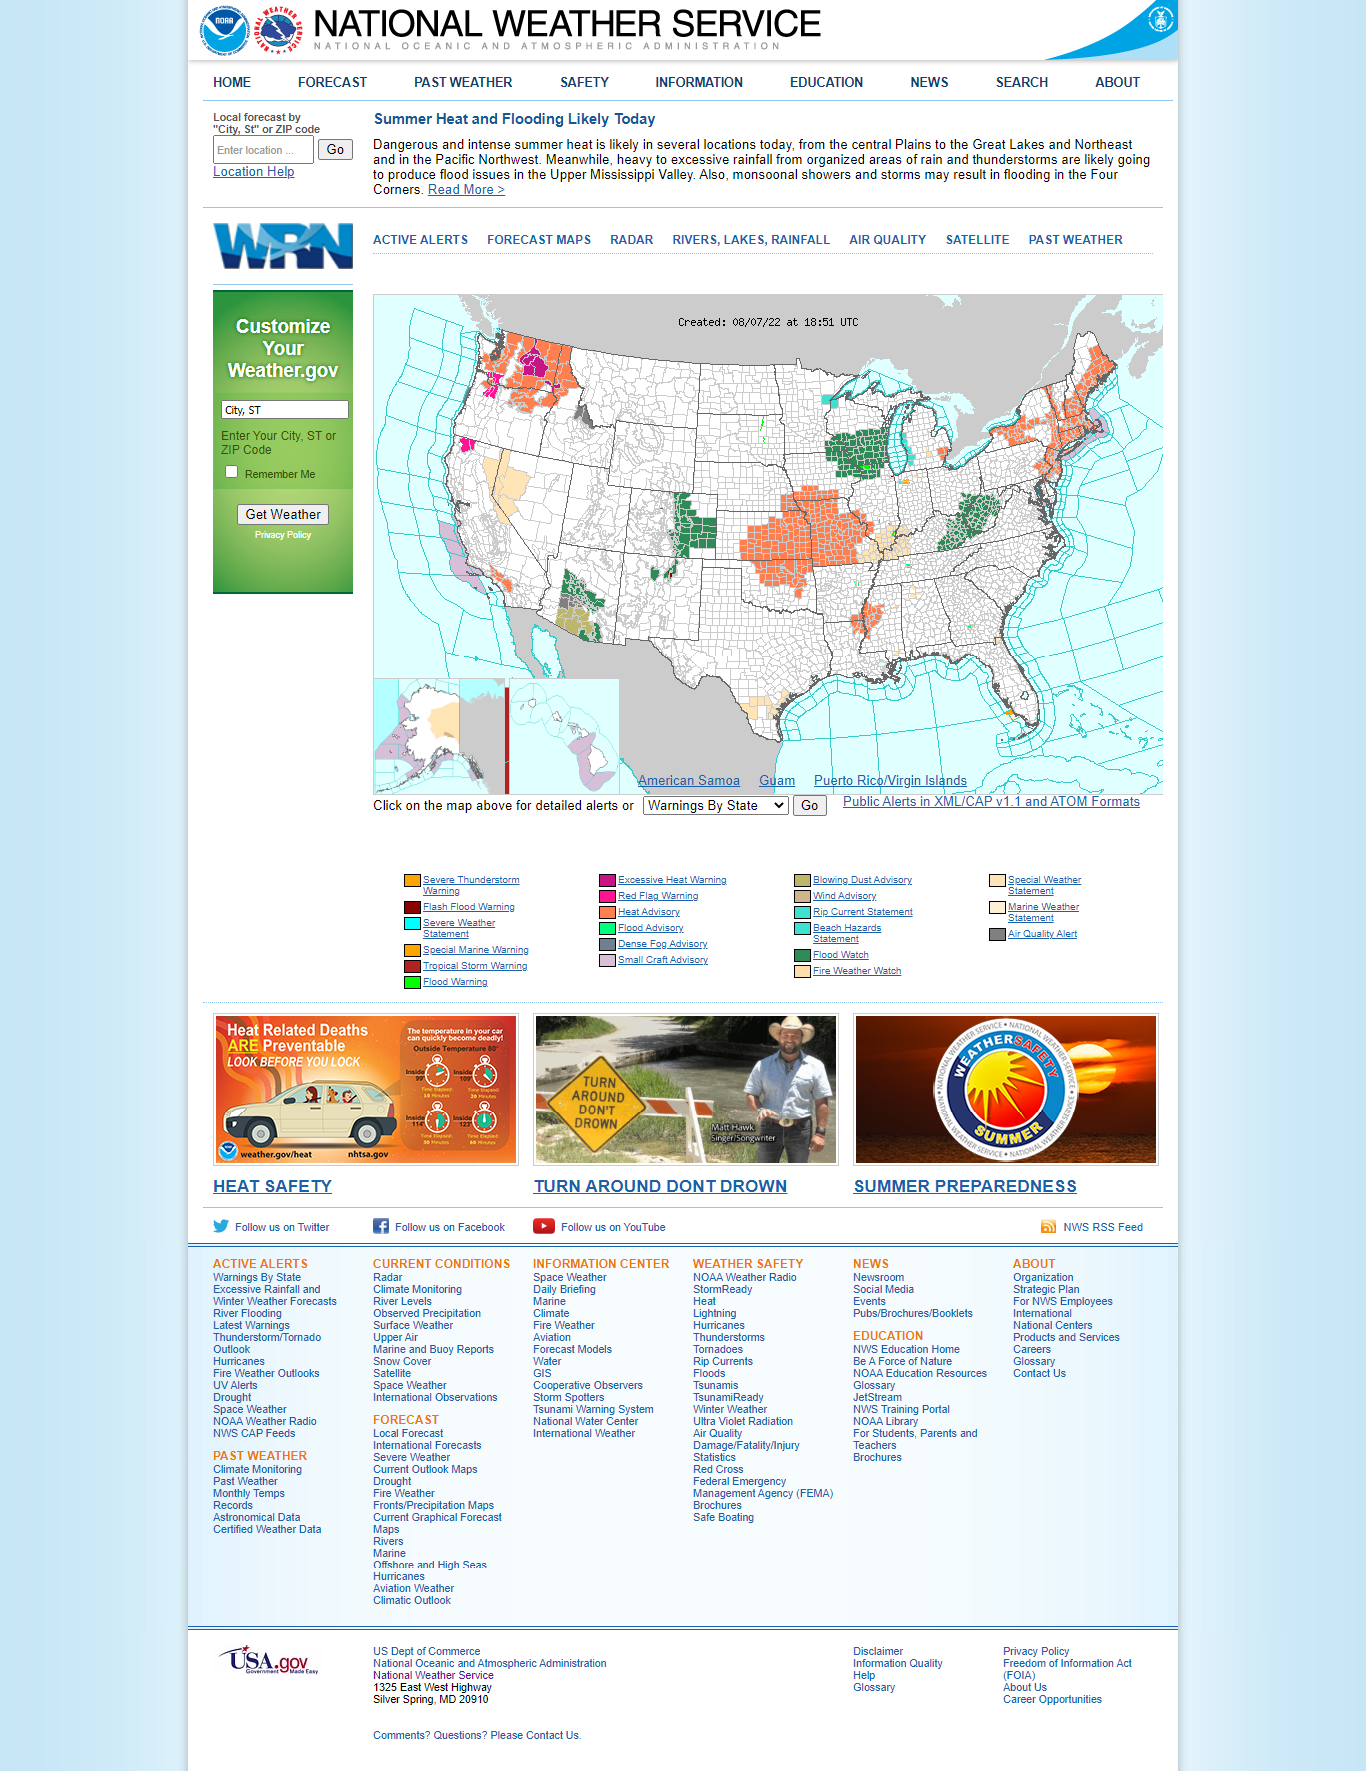 NATIONAL WEATHER SERVICE
NATIONAL OCEANIC AND ATMOSPHERIC ADMINISTRATION
HOME FORECAST PAST WEATHER SAFETY INFORMATION EDUCATION NEWS SEARCH ABOUT
Local forecast by
"City, St" or ZIP code
Enter location ... Go
Location Help
Summer Heat and Flooding Likely Today
Dangerous and intense summer heat is likely in several locations today, from the central Plains to the Great Lakes and Northeast
and in the Pacific Northwest. Meanwhile, heavy to excessive rainfall from organized areas of rain and thunderstorms are likely going
to produce flood issues in the Upper Mississippi Valley. Also, monsoonal showers and storms may result in flooding in the Four
Corners. Read More >
WRN
ACTIVE ALERTS FORECAST MAPS RADAR RIVERS, LAKES, RAINFALL AIR QUALITY SATELLITE PAST WEATHER
Customize
Your
Weather.gov
City, ST
Enter Your City, ST or
ZIP Code
Remember Me
Get Weather
Privacy Policy
Created: 08/07/22 at 18:51 UTC
American Samoa Guam Puerto Rico/Virgin Islands
Click on the map above for detailed alerts or Warnings By State Go Public Alerts in XML/CAP v1.1 and ATOM Formats
Severe Thunderstorm
Warning
Flash Flood Warning
Severe Weather
Statement
Special Marine Warning
Tropical Storm Warning
Flood Warning
Excessive Heat Warning
Red Flag Warning
Heat Advisory
Flood Advisory
Dense Fog Advisory
Small Craft Advisory
Blowing Dust Advisory
Wind Advisory
Rip Current Statement
Beach Hazards
Statement
Flood Watch
Fire Weather Watch
Special Weather
Statement
Marine Weather
Statement
Air Quality Alert
Heat Related Deaths
ARE Preventable
LOOK BEFORE YOU LOCK
The temperature in your car
can quickly become deadly!
Outside Temperature 80°
Inside 99° Inside 109°
Time Elapsed: 10 Minutes Time Elapsed: 20 Minutes
Inside 114° Inside 123°
Time Elapsed: 30 Minutes Time Elapsed: 60 Minutes
weather.gov/heat nhtsa.gov
TURN
AROUND
DON'T
DROWN
Matt Hawk
Singer/Songwriter
NATIONAL WEATHER SERVICE
WEATHER SAFETY
SUMMER
HEAT SAFETY
TURN AROUND DONT DROWN
SUMMER PREPAREDNESS
Follow us on Twitter Follow us on Facebook Follow us on YouTube NWS RSS Feed
ACTIVE ALERTS
Warnings By State
Excessive Rainfall and
Winter Weather Forecasts
River Flooding
Latest Warnings
Thunderstorm/Tornado
Outlook
Hurricanes
Fire Weather Outlooks
UV Alerts
Drought
Space Weather
NOAA Weather Radio
NWS CAP Feeds
PAST WEATHER
Climate Monitoring
Past Weather
Monthly Temps
Records
Astronomical Data
Certified Weather Data
CURRENT CONDITIONS
Radar
Climate Monitoring
River Levels
Observed Precipitation
Surface Weather
Upper Air
Marine and Buoy Reports
Snow Cover
Satellite
Space Weather
International Observations
FORECAST
Local Forecast
International Forecasts
Severe Weather
Current Outlook Maps
Drought
Fire Weather
Fronts/Precipitation Maps
Current Graphical Forecast
Maps
Rivers
Marine
Offshore and High Seas
Hurricanes
Aviation Weather
Climatic Outlook
INFORMATION CENTER
Space Weather
Daily Briefing
Marine
Climate
Fire Weather
Aviation
Forecast Models
Water
GIS
Cooperative Observers
Storm Spotters
Tsunami Warning System
National Water Center
International Weather
WEATHER SAFETY
NOAA Weather Radio
StormReady
Heat
Lightning
Hurricanes
Thunderstorms
Tornadoes
Rip Currents
Floods
Tsunamis
TsunamiReady
Winter Weather
Ultra Violet Radiation
Air Quality
Damage/Fatality/Injury
Statistics
Red Cross
Federal Emergency
Management Agency (FEMA)
Brochures
Safe Boating
NEWS
Newsroom
Social Media
Events
Pubs/Brochures/Booklets
EDUCATION
NWS Education Home
Be A Force of Nature
NOAA Education Resources
Glossary
JetStream
NWS Training Portal
NOAA Library
For Students, Parents and
Teachers
Brochures
ABOUT
Organization
Strategic Plan
For NWS Employees
International
National Centers
Products and Services
Careers
Glossary
Contact Us
USA.gov
Government Made Easy
US Dept of Commerce
National Oceanic and Atmospheric Administration
National Weather Service
1325 East West Highway
Silver Spring, MD 20910
Comments? Questions? Please Contact Us.
Disclaimer
Information Quality
Help
Glossary
Privacy Policy
Freedom of Information Act
(FOIA)
About Us
Career Opportunities